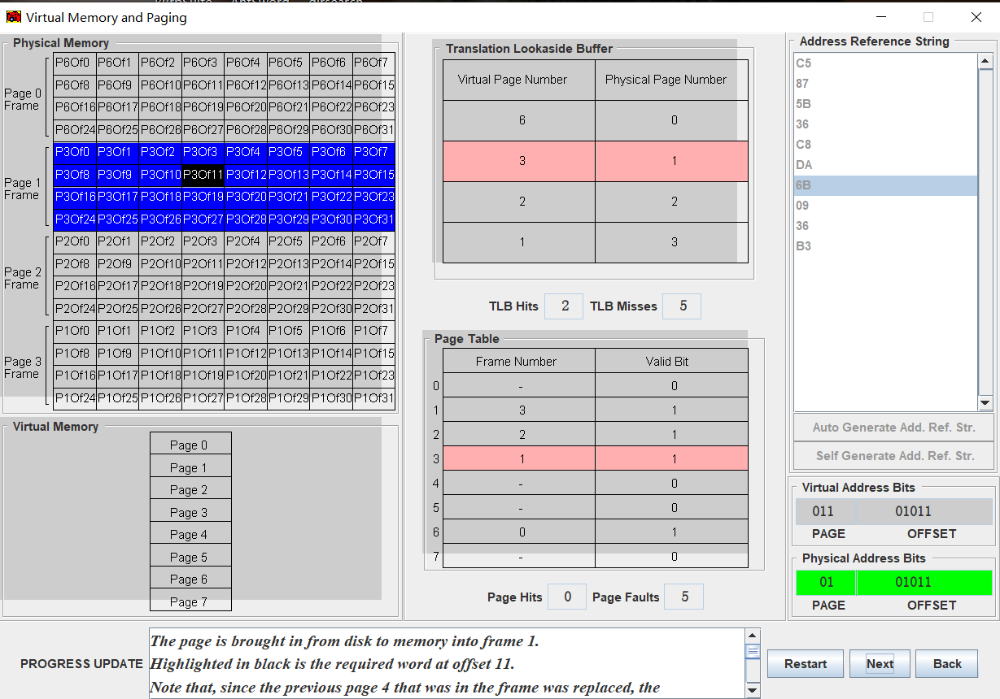 Virtual Memory and Paging
Physical Memory
Page 0 Frame
P6Of0 P6Of1 P6Of2 P6Of3 P6Of4 P6Of5 P6Of6 P6Of7
P6Of8 P6Of9 P6Of10 P6Of11 P6Of12 P6Of13 P6Of14 P6Of15
P6Of16 P6Of17 P6Of18 P6Of19 P6Of20 P6Of21 P6Of22 P6Of23
P6Of24 P6Of25 P6Of26 P6Of27 P6Of28 P6Of29 P6Of30 P6Of31
Page 1 Frame
P3Of0 P3Of1 P3Of2 P3Of3 P3Of4 P3Of5 P3Of6 P3Of7
P3Of8 P3Of9 P3Of10 P3Of11 P3Of12 P3Of13 P3Of14 P3Of15
P3Of16 P3Of17 P3Of18 P3Of19 P3Of20 P3Of21 P3Of22 P3Of23
P3Of24 P3Of25 P3Of26 P3Of27 P3Of28 P3Of29 P3Of30 P3Of31
Page 2 Frame
P2Of0 P2Of1 P2Of2 P2Of3 P2Of4 P2Of5 P2Of6 P2Of7
P2Of8 P2Of9 P2Of10 P2Of11 P2Of12 P2Of13 P2Of14 P2Of15
P2Of16 P2Of17 P2Of18 P2Of19 P2Of20 P2Of21 P2Of22 P2Of23
P2Of24 P2Of25 P2Of26 P2Of27 P2Of28 P2Of29 P2Of30 P2Of31
Page 3 Frame
P1Of0 P1Of1 P1Of2 P1Of3 P1Of4 P1Of5 P1Of6 P1Of7
P1Of8 P1Of9 P1Of10 P1Of11 P1Of12 P1Of13 P1Of14 P1Of15
P1Of16 P1Of17 P1Of18 P1Of19 P1Of20 P1Of21 P1Of22 P1Of23
P1Of24 P1Of25 P1Of26 P1Of27 P1Of28 P1Of29 P1Of30 P1Of31
Virtual Memory
Page 0
Page 1
Page 2
Page 3
Page 4
Page 5
Page 6
Page 7
Translation Lookaside Buffer
Virtual Page Number Physical Page Number
6 0
3 1
2 2
1 3
TLB Hits 2 TLB Misses 5
Page Table
Frame Number Valid Bit
0 - 0
1 3 1
2 2 1
3 1 1
4 - 0
5 - 0
6 0 1
7 - 0
Page Hits 0 Page Faults 5
Address Reference String
C5
87
5B
36
C8
DA
6B
09
36
B3
Auto Generate Add. Ref. Str.
Self Generate Add. Ref. Str.
Virtual Address Bits
011 01011
PAGE OFFSET
Physical Address Bits
01 01011
PAGE OFFSET
PROGRESS UPDATE
The page is brought in from disk to memory into frame 1.
Highlighted in black is the required word at offset 11.
Note that, since the previous page 4 that was in the frame was replaced, the
Restart Next Back